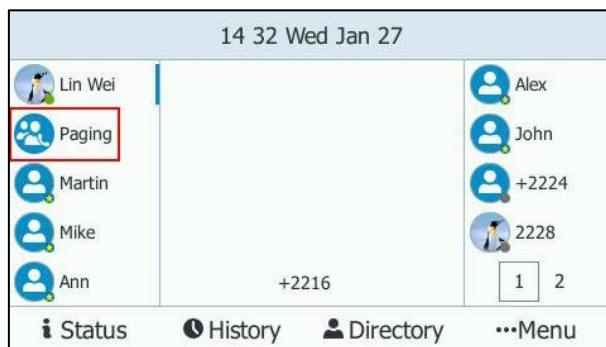 14 32 Wed Jan 27
Lin Wei
Paging
Martin
Mike
Ann
+2216
Alex
John
+2224
2228
1 2
Status History Directory Menu